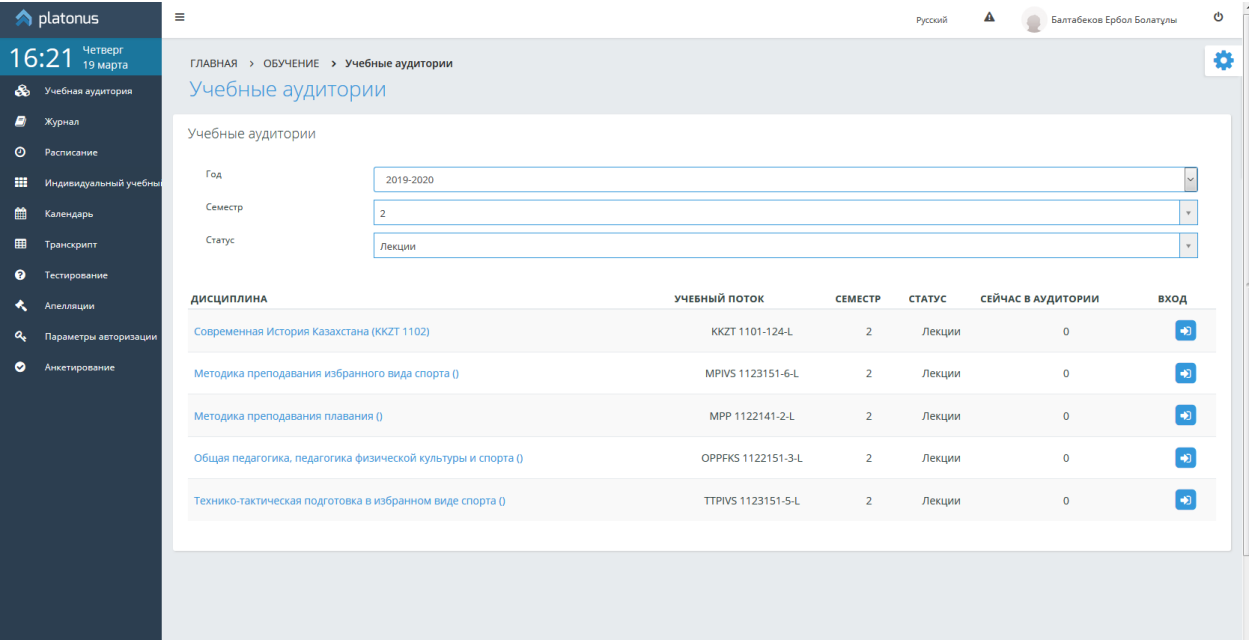 platonus
Русский
Балтабеков Ербол Болатұлы
16:21 Четверг
19 марта
Учебная аудитория
Журнал
Расписание
Индивидуальный учебны
Календарь
Транскрипт
Тестирование
Апелляции
Параметры авторизации
Анкетирование
ГЛАВНАЯ > ОБУЧЕНИЕ > Учебные аудитории
Учебные аудитории
Учебные аудитории
Год 2019-2020
Семестр 2
Статус Лекции
ДИСЦИПЛИНА УЧЕБНЫЙ ПОТОК СЕМЕСТР СТАТУС СЕЙЧАС В АУДИТОРИИ ВХОД
Современная История Казахстана (KKZT 1102) KKZT 1101-124-L 2 Лекции 0
Методика преподавания избранного вида спорта () MPIVS 1123151-6-L 2 Лекции 0
Методика преподавания плавания () MPP 1122141-2-L 2 Лекции 0
Общая педагогика, педагогика физической культуры и спорта () OPPFKS 1122151-3-L 2 Лекции 0
Технико-тактическая подготовка в избранном виде спорта () TTPIVS 1123151-5-L 2 Лекции 0